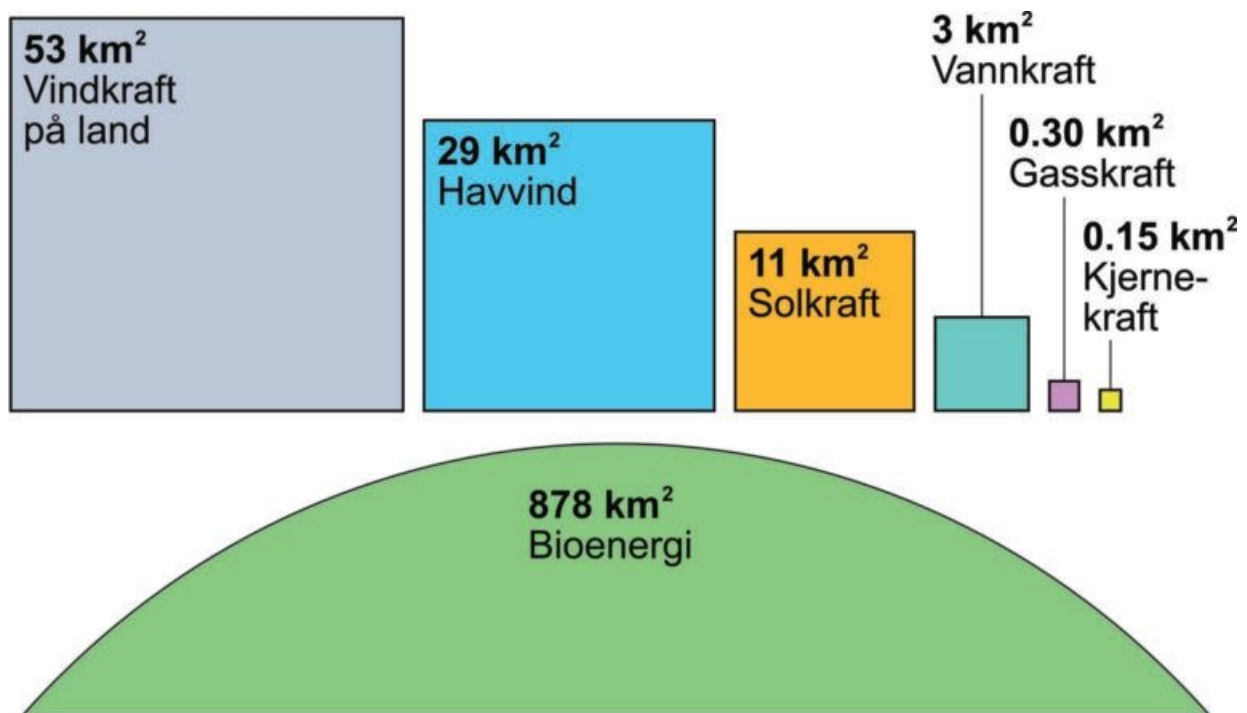 53 km²
Vindkraft
på land
29 km²
Havvind
11 km²
Solkraft
3 km²
Vannkraft
0.30 km²
Gasskraft
0.15 km²
Kjerne-
kraft
878 km²
Bioenergi